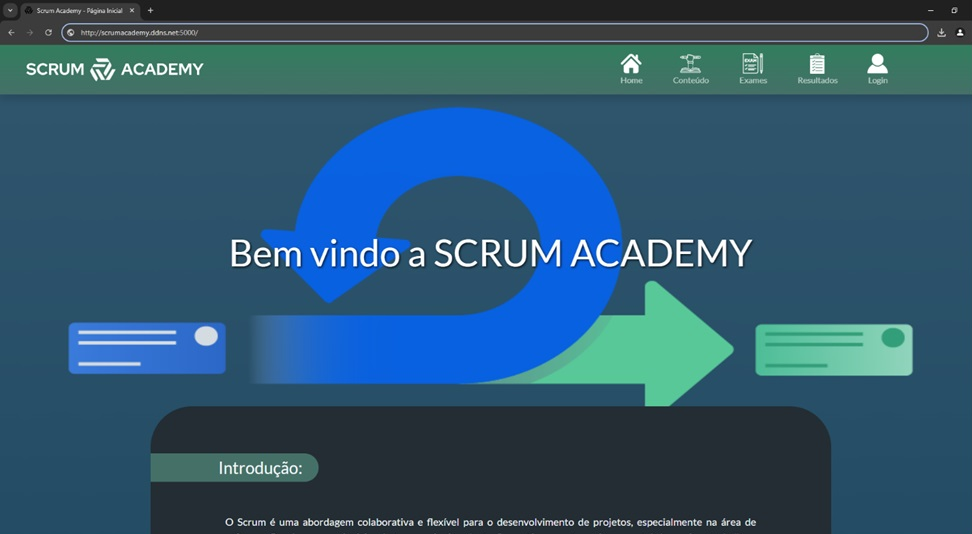 Scrum Academy - Página Inicial
http://scrumacademy.ddns.net:5000/
SCRUM ACADEMY
Home
Conteúdo
EXAM
Exames
Resultados
Login
Bem vindo a SCRUM ACADEMY
Introdução:
O Scrum é uma abordagem colaborativa e flexível para o desenvolvimento de projetos, especialmente na área de